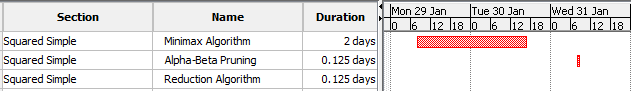 Section Name Duration Mon 29 Jan Tue 30 Jan Wed 31 Jan
0 6 12 18 0 6 12 18 0 6 12 18
Squared Simple Minimax Algorithm 2 days
Squared Simple Alpha-Beta Pruning 0.125 days
Squared Simple Reduction Algorithm 0.125 days